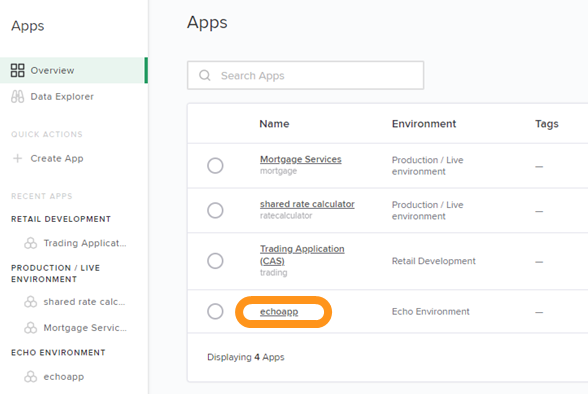 Apps
Overview
Data Explorer
QUICK ACTIONS
Create App
RECENT APPS
RETAIL DEVELOPMENT
Trading Applicat...
PRODUCTION / LIVE
ENVIRONMENT
shared rate calc...
Mortgage Servic...
ECHO ENVIRONMENT
echoapp
Apps
Search Apps
Name Environment Tags
Mortgage Services
mortgage
Production / Live
environment
—
shared rate calculator
ratecalculator
Production / Live
environment
—
Trading Application
(CAS)
trading
Retail Development
—
echoapp
Echo Environment
—
Displaying 4 Apps